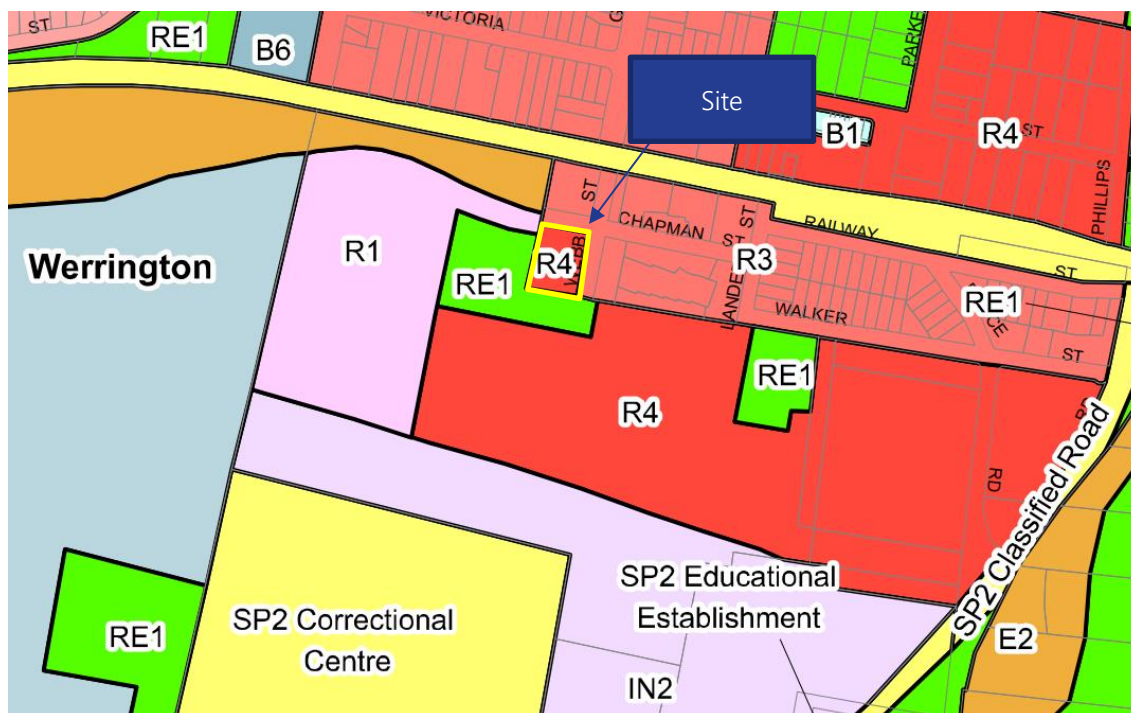 ST
VICTORIA
G
PARKE
RE1
B6
Site
B1
R4
ST
PHILLIPS
ST
CHAPMAN
ST
ST
RAILWAY
Werrington
R1
RE1
R4
R3
LANDE
WALKER
RE1
ST
ST
RE1
R4
RD
SP2 Classified Road
SP2 Educational
Establishment
SP2 Correctional
Centre
RE1
IN2
E2